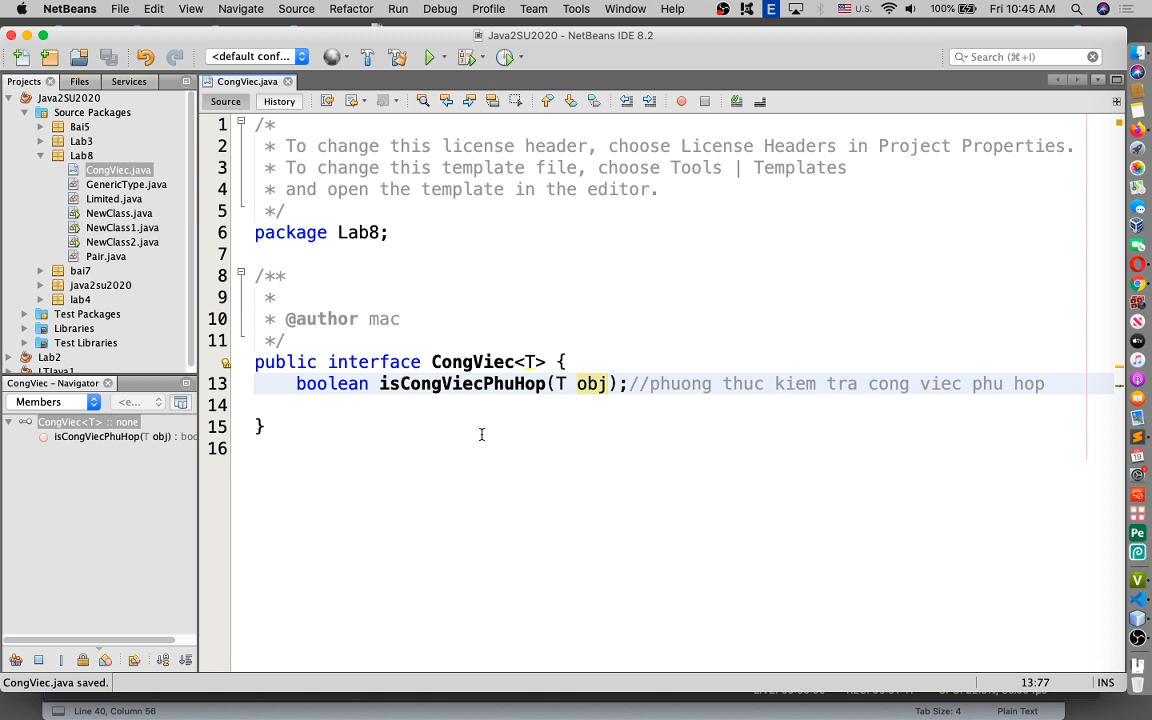 NetBeans File Edit View Navigate Source Refactor Run Debug Profile Team Tools Window Help U.S. 100% Fri 10:45 AM
Java2SU2020 - NetBeans IDE 8.2
<default conf... Search (⌘+I)
Projects Files Services CongViec.java
Source History
Java2SU2020
Source Packages
Bai5
Lab3
Lab8
CongViec.java
GenericType.java
Limited.java
NewClass.java
NewClass1.java
NewClass2.java
Pair.java
bai7
java2su2020
lab4
Test Packages
Libraries
Test Libraries
Lab2
LTJava1
CongViec - Navigator
Members <e...
CongViec<T> :: none
isCongViecPhuHop(T obj) : boo
1 /*
2 * To change this license header, choose License Headers in Project Properties.
3 * To change this template file, choose Tools | Templates
4 * and open the template in the editor.
5 */
6 package Lab8;
7
8 /**
9 *
10 * @author mac
11 */
public interface CongViec<T> {
13 boolean isCongViecPhuHop(T obj);//phuong thuc kiem tra cong viec phu hop
14
15 }
16
CongViec.java saved. 13:77 INS
Line 40, Column 56 Tab Size: 4 Plain Text